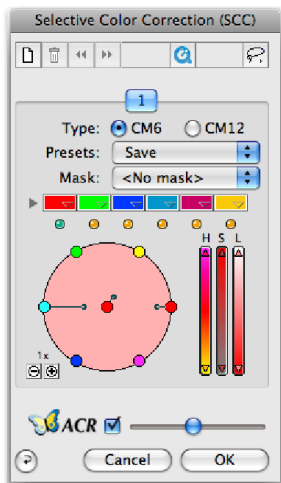 Selective Color Correction (SCC)
1
Type: CM6 CM12
Presets: Save
Mask: <No mask>
H S L
1x
ACR
Cancel OK